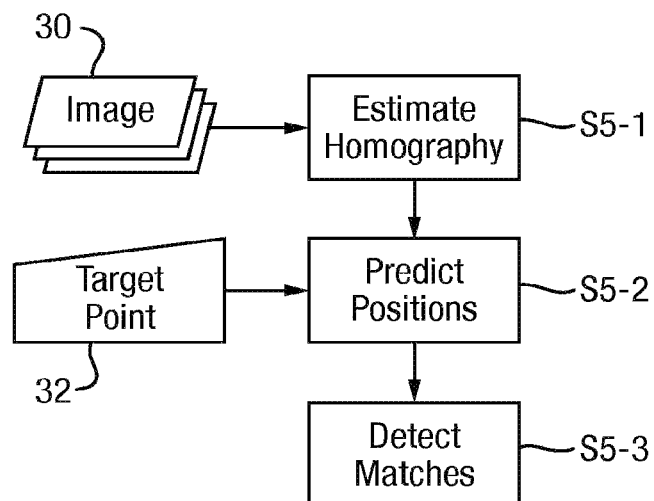 30
Image
Estimate
Homography
S5-1
Target
Point
Predict
Positions
S5-2
32
Detect
Matches
S5-3